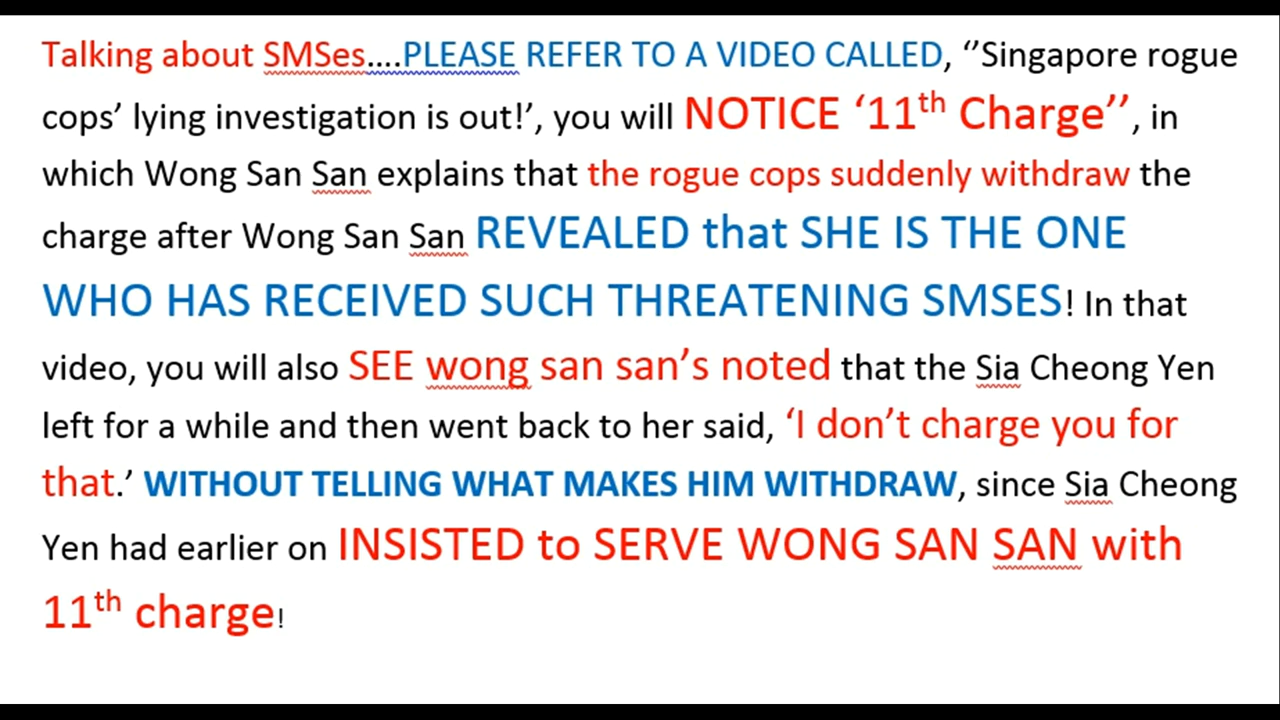 Talking about SMSes....PLEASE REFER TO A VIDEO CALLED, ‘’Singapore rogue
cops’ lying investigation is out!’, you will NOTICE ‘11th Charge’’, in
which Wong San San explains that the rogue cops suddenly withdraw the
charge after Wong San San REVEALED that SHE IS THE ONE
WHO HAS RECEIVED SUCH THREATENING SMSES! In that
video, you will also SEE wong san san’s noted that the Sia Cheong Yen
left for a while and then went back to her said, ‘I don’t charge you for
that.’ WITHOUT TELLING WHAT MAKES HIM WITHDRAW, since Sia Cheong
Yen had earlier on INSISTED to SERVE WONG SAN SAN with
11th charge!